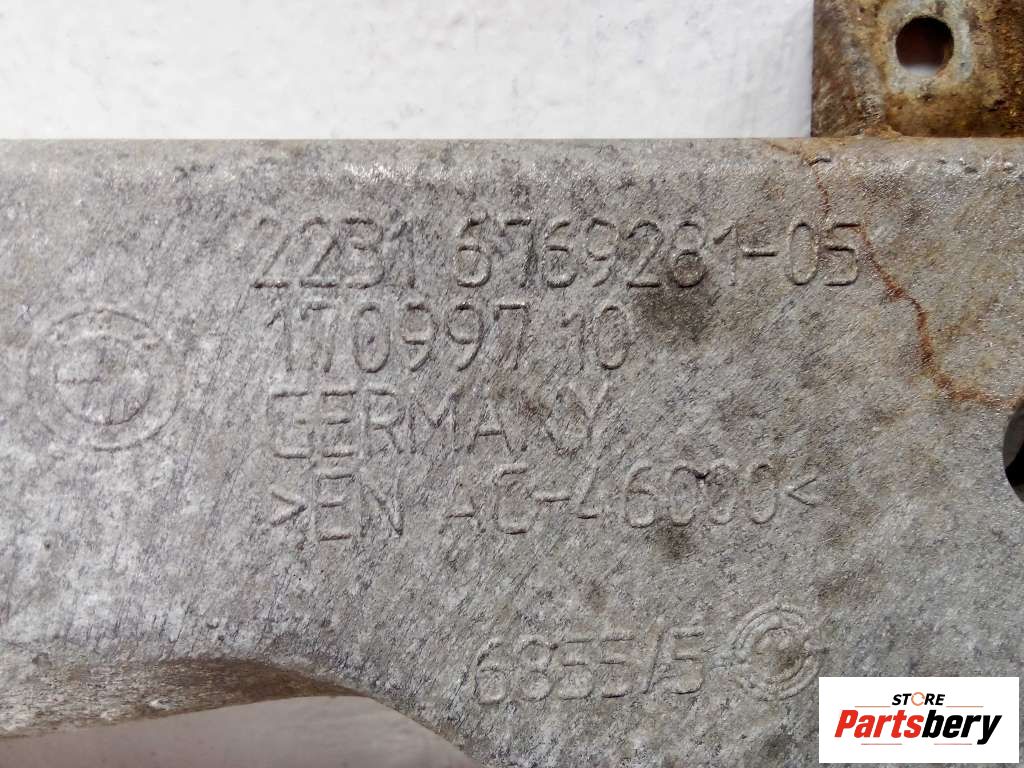 2231 6769281-05
170997 10
GERMANY
>EN AC-46000<
6855/5
STORE
Partsbery